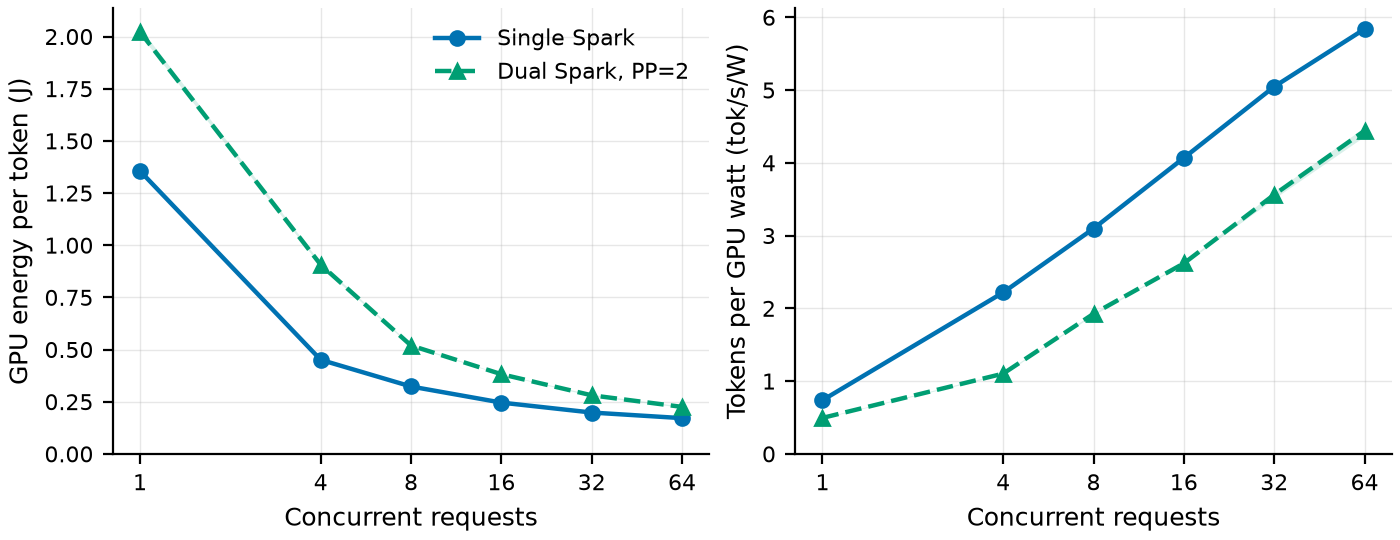 GPU energy per token (J)
2.00
1.75
1.50
1.25
1.00
0.75
0.50
0.25
0.00
Single Spark
Dual Spark, PP=2
1 4 8 16 32 64
Concurrent requests
Tokens per GPU watt (tok/s/W)
6
5
4
3
2
1
0
1 4 8 16 32 64
Concurrent requests